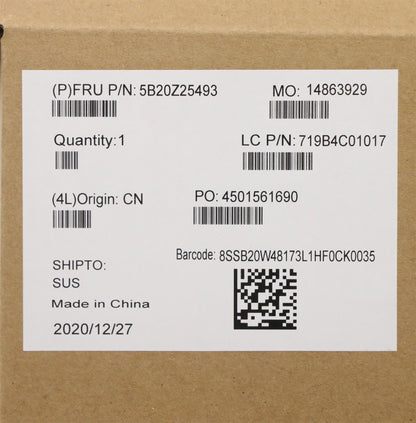 (P)FRU P/N: 5B20Z25493
MO: 14863929
Quantity:1
LC P/N: 719B4C01017
(4L)Origin: CN
PO: 4501561690
Barcode: 8SSB20W48173L1HF0CK0035
SHIPTO:
SUS
Made in China
2020/12/27